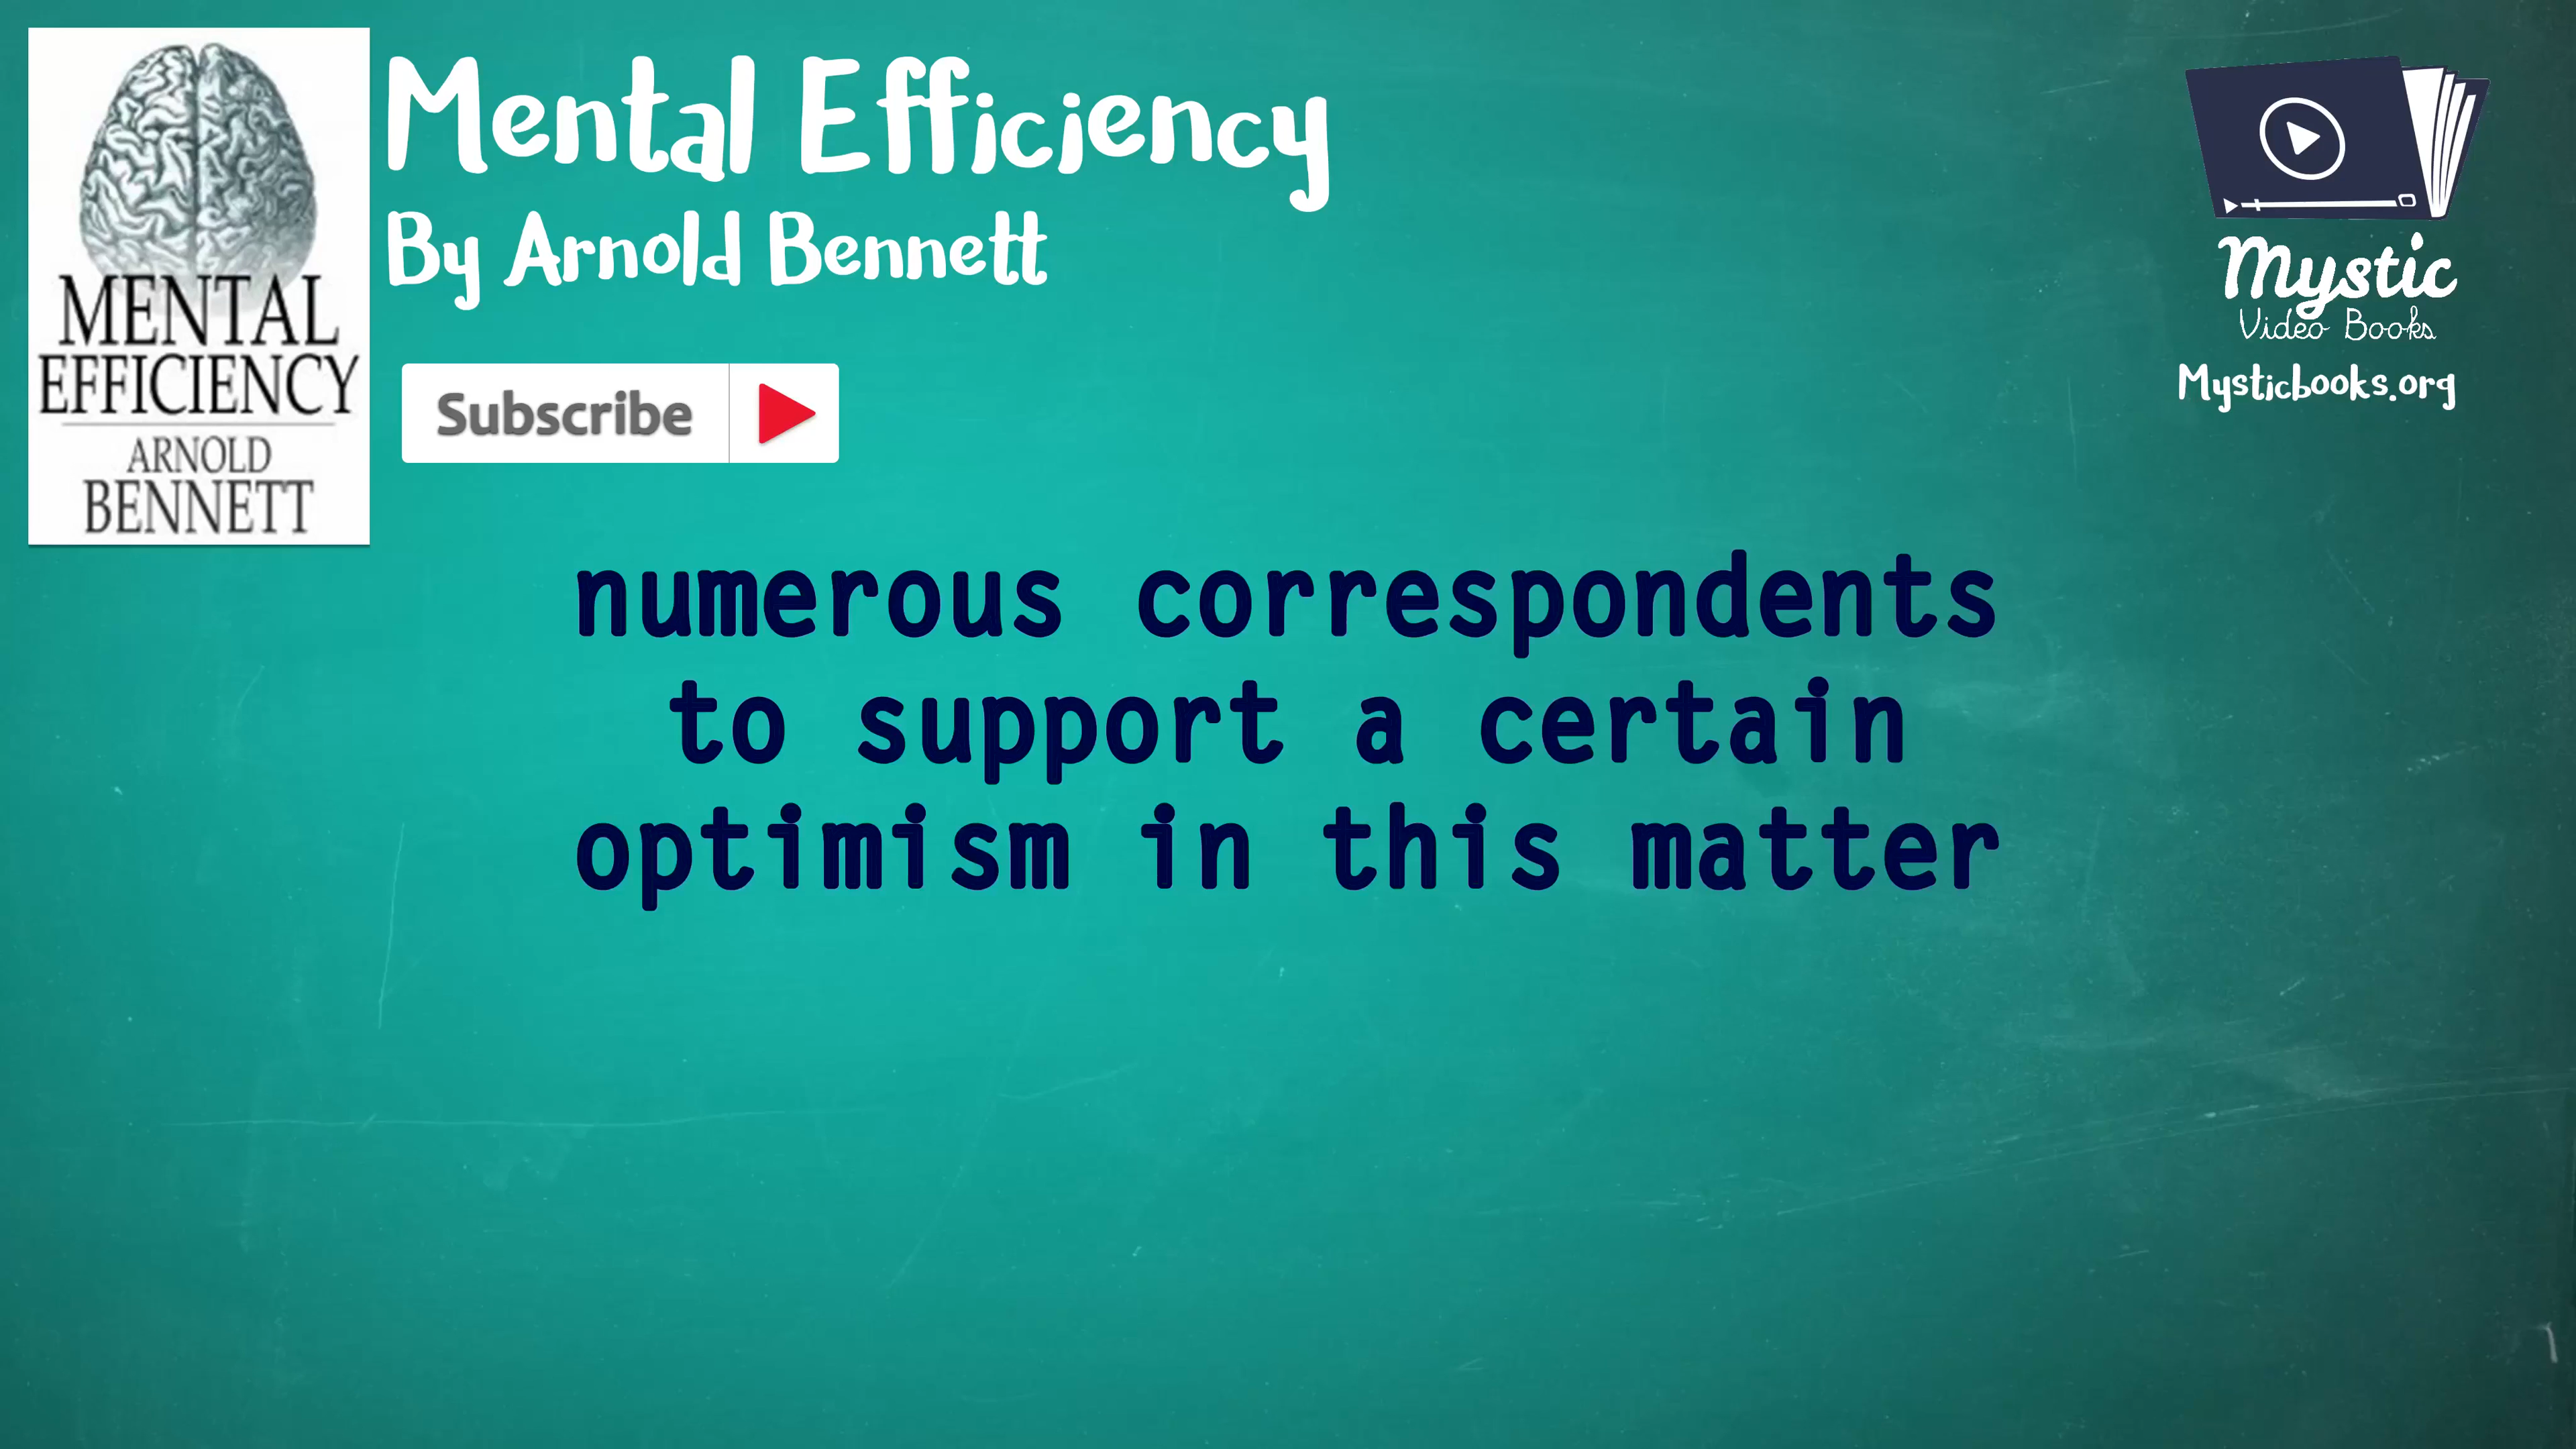 MENTAL
EFFICIENCY
ARNOLD
BENNETT
Mental Efficiency
By Arnold Bennett
Subscribe
Mystic
Video Books
Mysticbooks.org
numerous correspondents
to support a certain
optimism in this matter